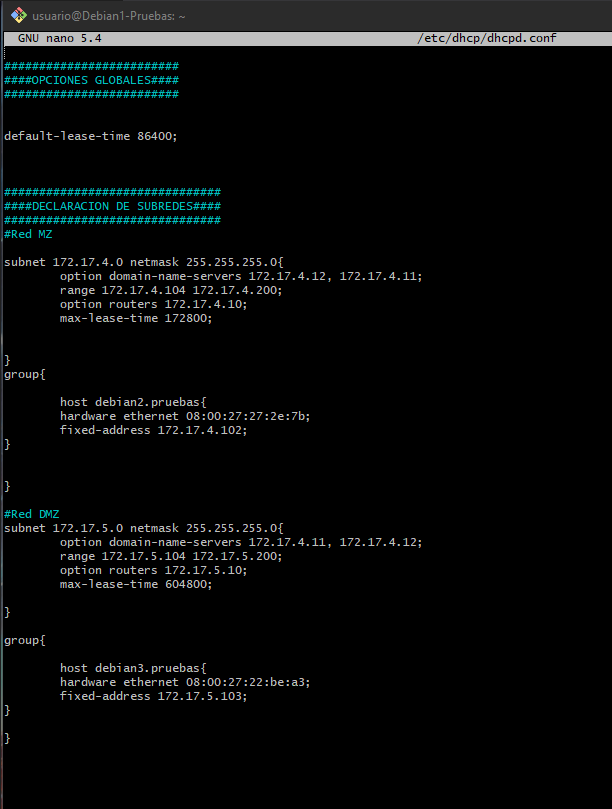 usuario@Debian1-Pruebas: ~
GNU nano 5.4 /etc/dhcp/dhcpd.conf
#########################
####OPCIONES GLOBALES####
#########################
default-lease-time 86400;
###############################
####DECLARACION DE SUBREDES####
###############################
#Red MZ
subnet 172.17.4.0 netmask 255.255.255.0{
option domain-name-servers 172.17.4.12, 172.17.4.11;
range 172.17.4.104 172.17.4.200;
option routers 172.17.4.10;
max-lease-time 172800;
}
group{
host debian2.pruebas{
hardware ethernet 08:00:27:27:2e:7b;
fixed-address 172.17.4.102;
}
}
#Red DMZ
subnet 172.17.5.0 netmask 255.255.255.0{
option domain-name-servers 172.17.4.11, 172.17.4.12;
range 172.17.5.104 172.17.5.200;
option routers 172.17.5.10;
max-lease-time 604800;
}
group{
host debian3.pruebas{
hardware ethernet 08:00:27:22:be:a3;
fixed-address 172.17.5.103;
}
}